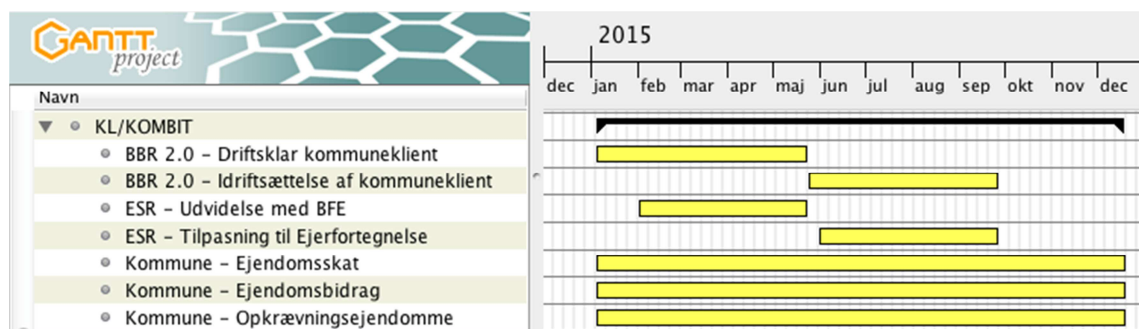 GANTT
project
2015
dec jan feb mar apr maj jun jul aug sep okt nov dec
Navn
KL/KOMBIT
BBR 2.0 – Driftsklar kommuneklient
BBR 2.0 – Idriftsættelse af kommuneklient
ESR – Udvidelse med BFE
ESR – Tilpasning til Ejerfortegnelse
Kommune – Ejendomsskat
Kommune – Ejendomsbidrag
Kommune – Opkrævningsejendomme